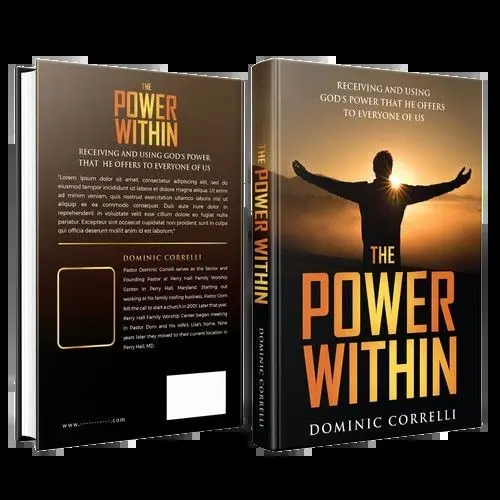 THE
POWER
WITHIN
RECEIVING AND USING GOD'S POWER
THAT HE OFFERS TO EVERYONE OF US
"Lorem ipsum dolor sit amet, consectetur adipiscing elit, sed do
eiusmod tempor incididunt ut labore et dolore magna aliqua. Ut enim
ad minim veniam, quis nostrud exercitation ullamco laboris nisi ut
aliquip ex ea commodo consequat. Duis aute irure dolor in
reprehenderit in voluptate velit esse cillum dolore eu fugiat nulla
pariatur. Excepteur sint occaecat cupidatat non proident, sunt in culpa
qui officia deserunt mollit anim id est laborum."
DOMINIC CORRELLI
Pastor Dominic Correlli serves as the Senior and
Founding Pastor at Perry Hall Family Worship
Center in Perry Hall, Maryland. Starting out
working at his family roofing business, Pastor Dom
felt the call to start a church in 2001. Later that year,
Perry Hall Family Worship Center began meeting
in Pastor Dom and his wife's Lisa's home. Nine
years later they moved to their current location in
Perry Hall, MD
www.------------.com
THE POWER WITHIN
DOMINIC CORRELLI
RECEIVING AND USING
GOD'S POWER THAT HE OFFERS
TO EVERYONE OF US
THE
POWER
WITHIN
DOMINIC CORRELLI